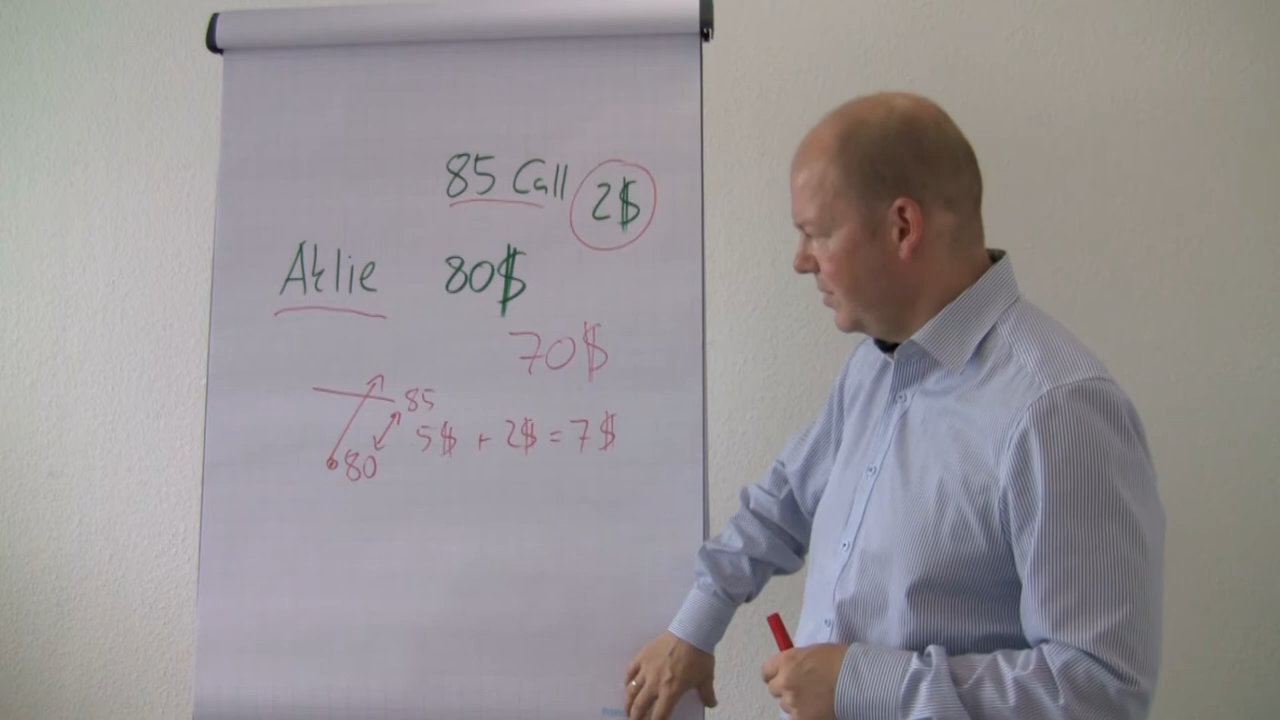 85 Call 2$
Aktie 80$
70$
85
5$ + 2$ = 7$
80